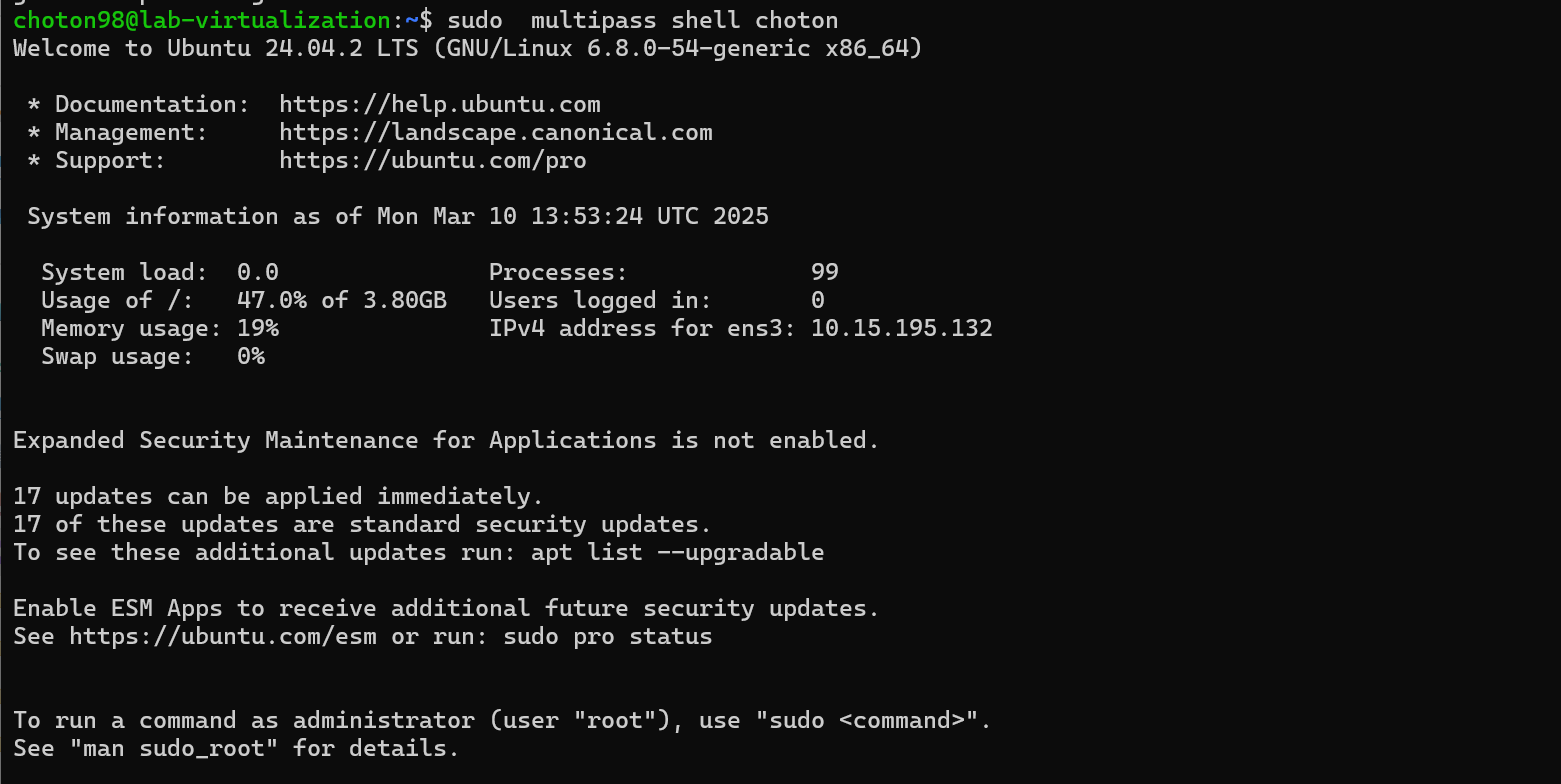 choton98@lab-virtualization:~$ sudo  multipass shell choton
Welcome to Ubuntu 24.04.2 LTS (GNU/Linux 6.8.0-54-generic x86_64)

 * Documentation:  https://help.ubuntu.com
 * Management:     https://landscape.canonical.com
 * Support:        https://ubuntu.com/pro

 System information as of Mon Mar 10 13:53:24 UTC 2025

  System load:  0.0               Processes:             99
  Usage of /:   47.0% of 3.80GB   Users logged in:       0
  Memory usage: 19%               IPv4 address for ens3: 10.15.195.132
  Swap usage:   0%


Expanded Security Maintenance for Applications is not enabled.

17 updates can be applied immediately.
17 of these updates are standard security updates.
To see these additional updates run: apt list --upgradable

Enable ESM Apps to receive additional future security updates.
See https://ubuntu.com/esm or run: sudo pro status


To run a command as administrator (user "root"), use "sudo <command>".
See "man sudo_root" for details.